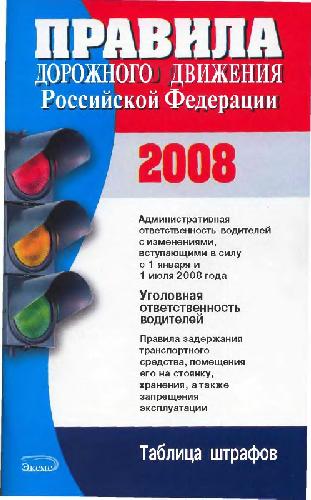 ПРАВИЛА
ДОРОЖНОГО ДВИЖЕНИЯ
Российской Федерации
2008
Административная
ответственность водителей
с изменениями,
вступающими в силу
с 1 января и
1 июля 2008 года
Уголовная
ответственность
водителей
Правила задержания
транспортного
средства, помещения
его на стоянку,
хранения, а также
запрещения
эксплуатации
Таблица штрафов
Эксмо